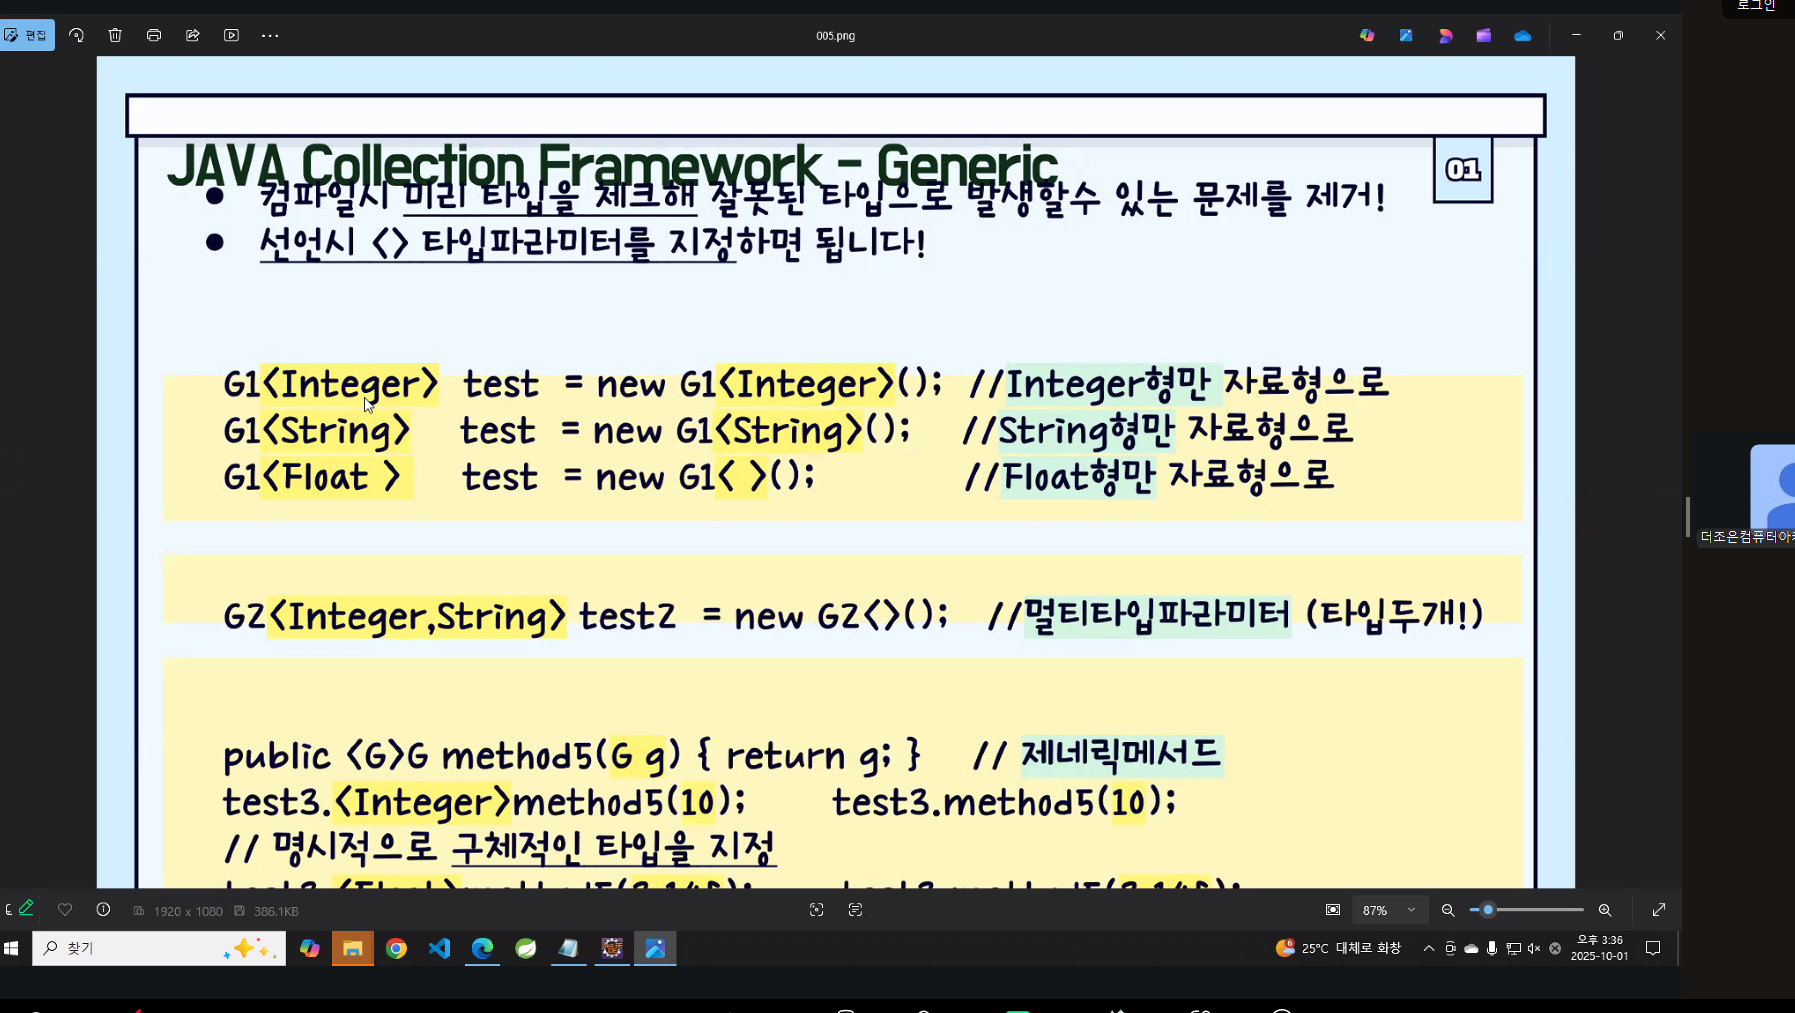 로그인
편집
005.png
JAVA Collection Framework - Generic
01
● 컴파일시 미리 타입을 체크해 잘못된 타입으로 발생할수 있는 문제를 제거!
● 선언시 <> 타입파라미터를 지정하면 됩니다!
G1<Integer> test = new G1<Integer>(); //Integer형만 자료형으로
G1<String> test = new G1<String>(); //String형만 자료형으로
G1<Float > test = new G1< >(); //Float형만 자료형으로
더조은컴퓨터아
G2<Integer,String> test2 = new G2<>(); //멀티타입파라미터 (타입두개!)
public <G>G method5(G g) { return g; } // 제네릭메서드
test3.<Integer>method5(10); test3.method5(10);
// 명시적으로 구체적인 타입을 지정
test3.<Float>method5(3.14f); test3.method5(3.14f);
1920 x 1080 386.1KB
87%
찾기
6
25°C 대체로 화창
오후 3:36
2025-10-01